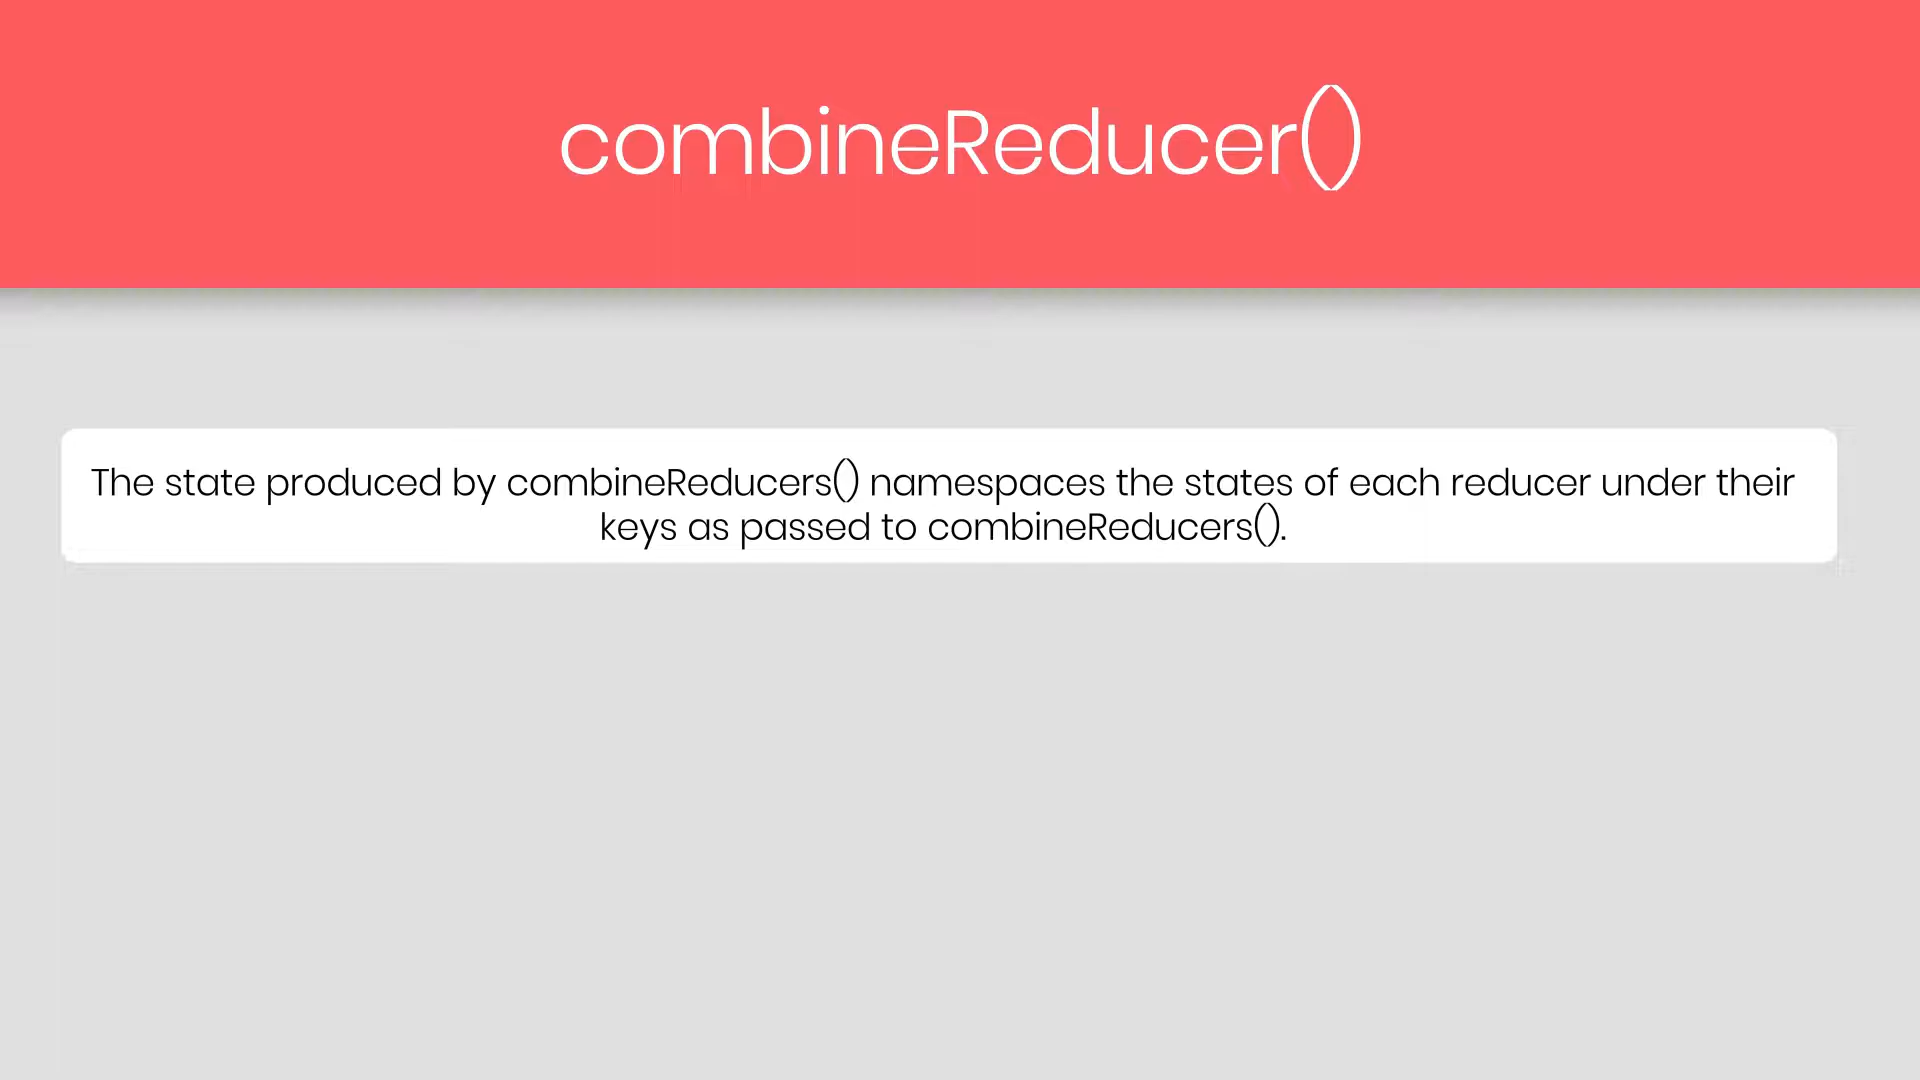 combineReducer()
The state produced by combineReducers() namespaces the states of each reducer under their
keys as passed to combineReducers().